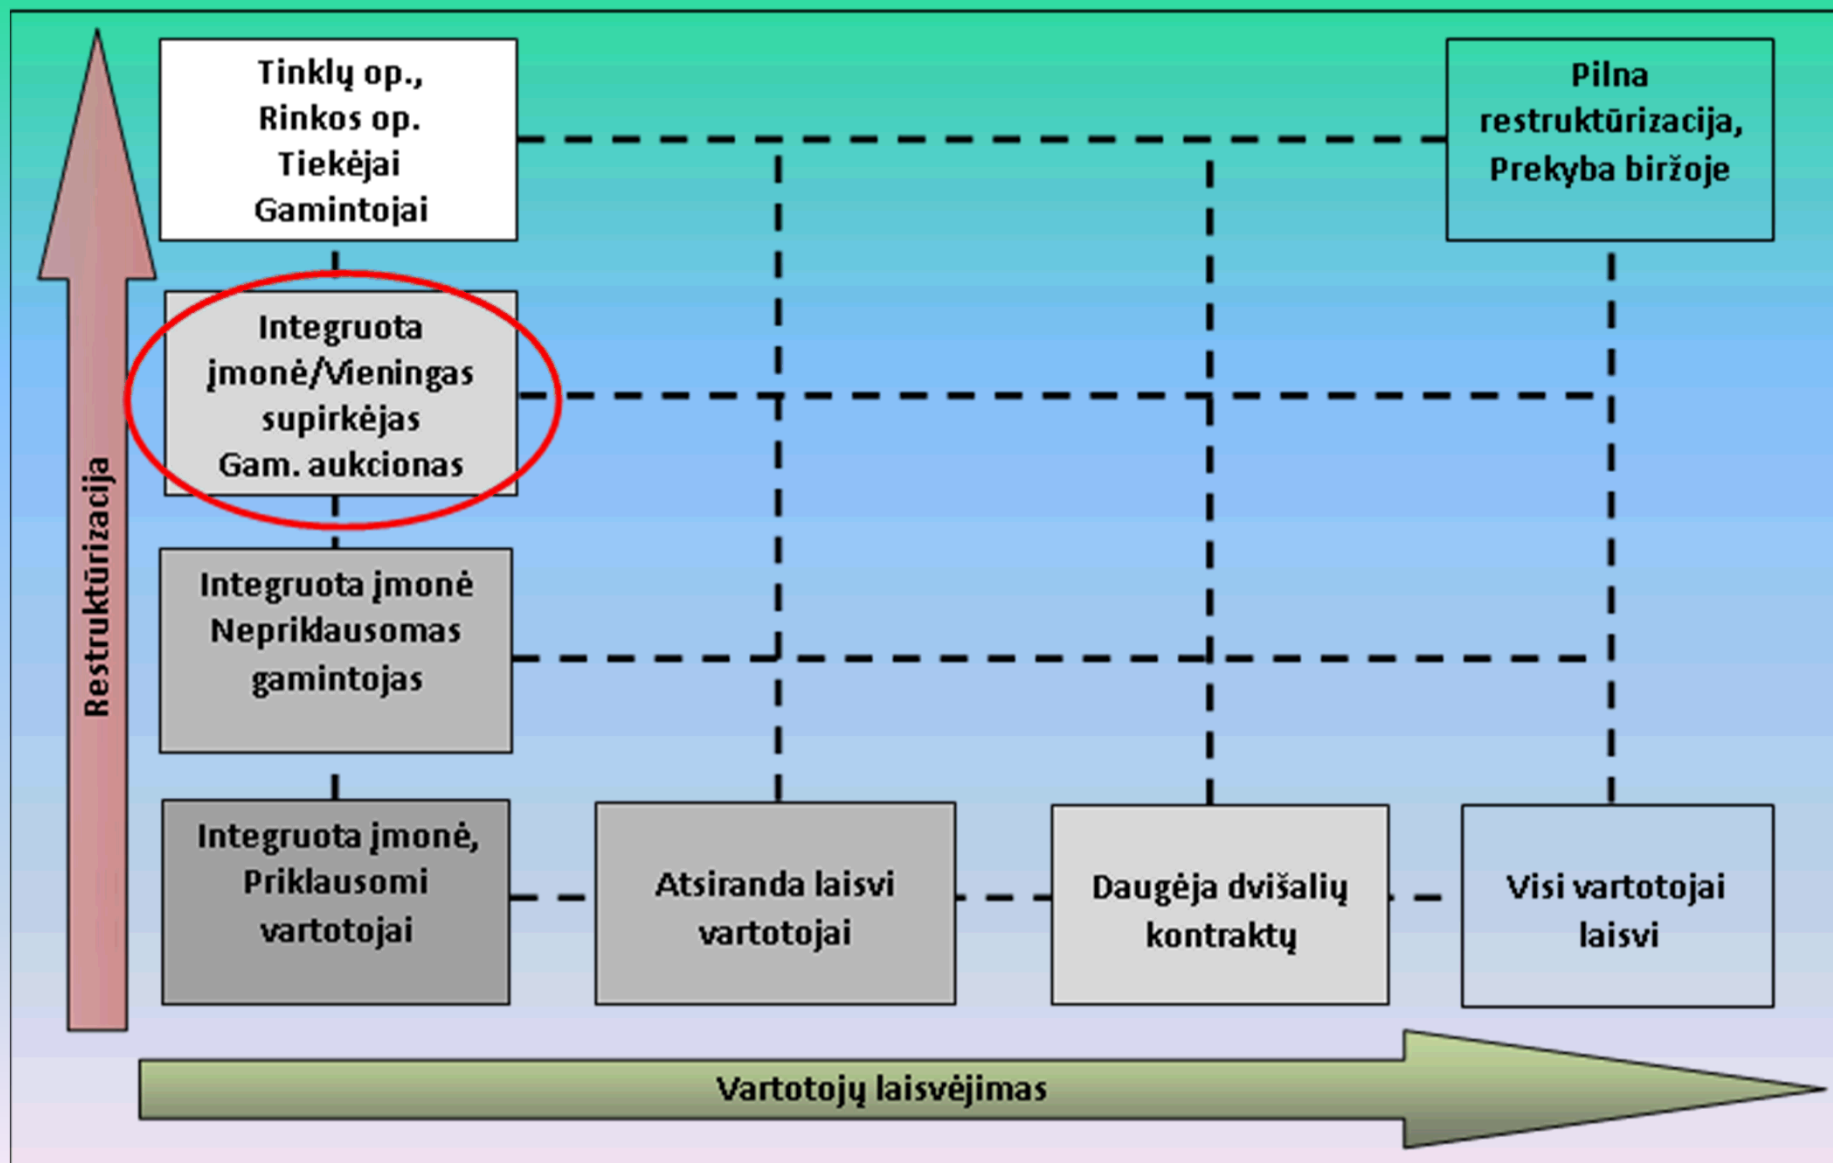 Tinklų op.,
Rinkos op.
Tiekėjai
Gamintojai
Pilna
restruktūrizacija,
Prekyba biržoje
Integruota
įmonė/Vieningas
supirkėjas
Gam. aukcionas
Restruktūrizacija
Integruota įmonė
Nepriklausomas
gamintojas
Integruota įmonė,
Priklausomi
vartotojai
Atsiranda laisvi
vartotojai
Daugėja dvišalių
kontraktų
Visi vartotojai
laisvi
Vartotojų laisvėjimas